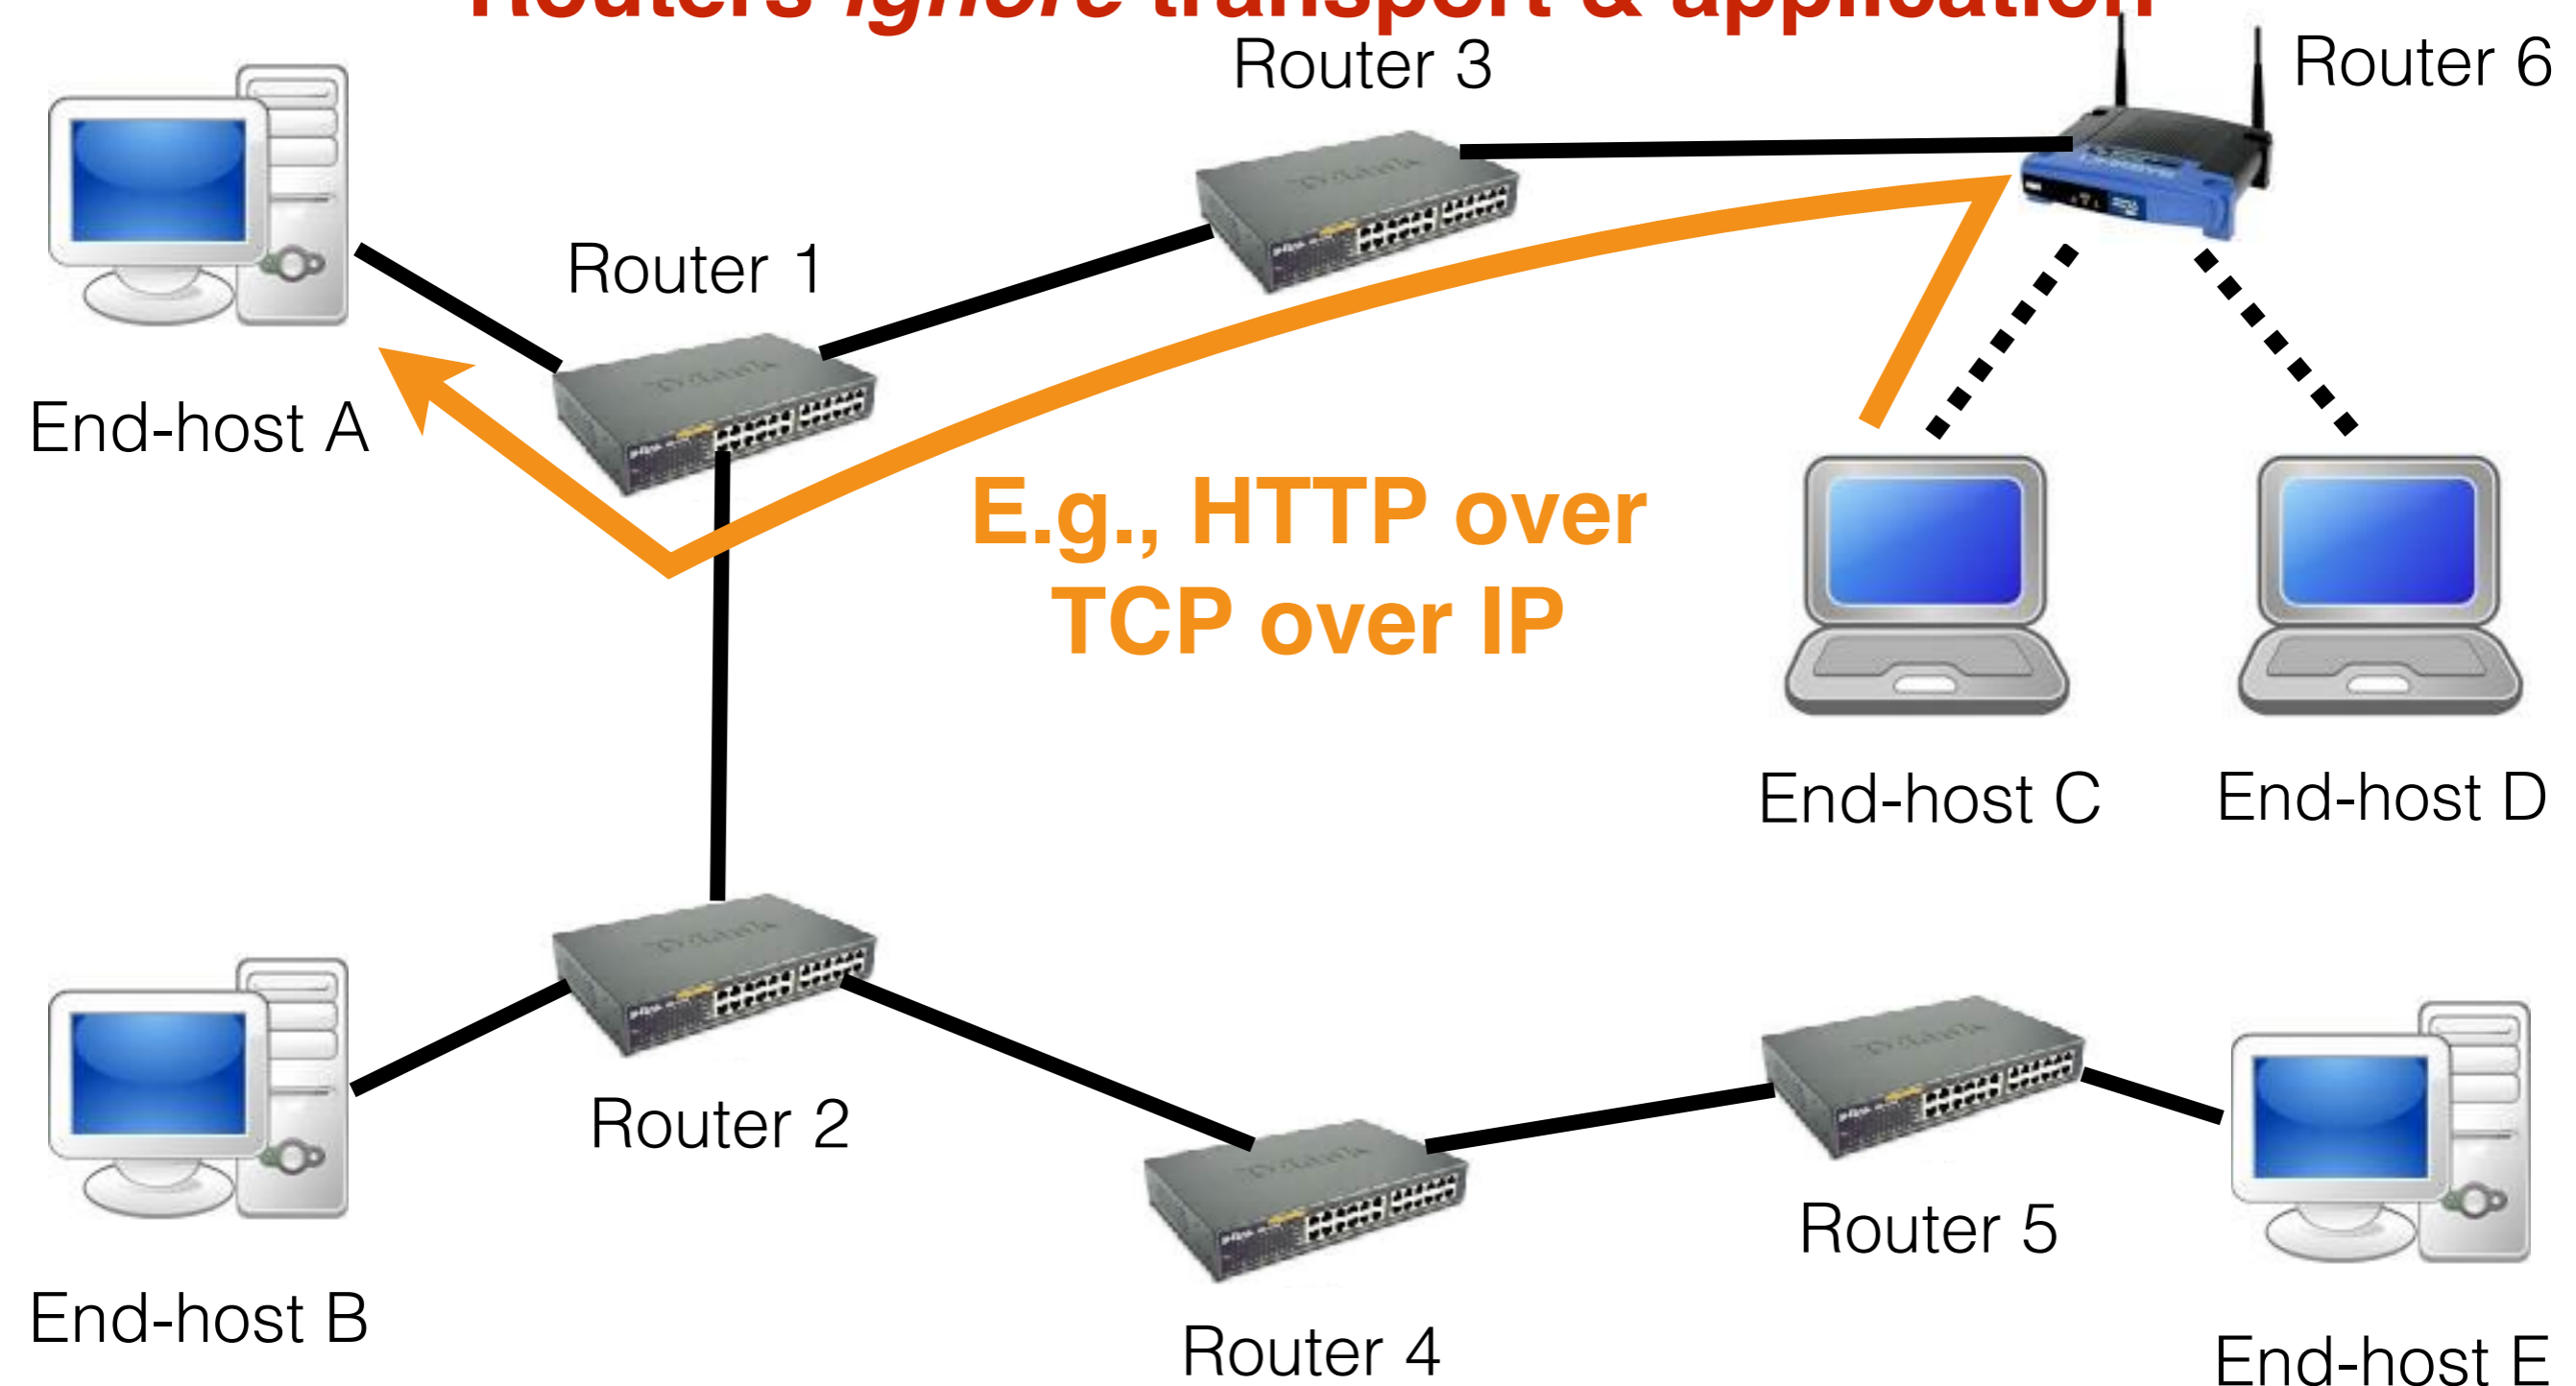 Routers ignore transport & application
Router 3
Router 6
Router 1
End-host A
E.g., HTTP over
TCP over IP
End-host C
End-host D
Router 2
Router 5
End-host B
Router 4
End-host E